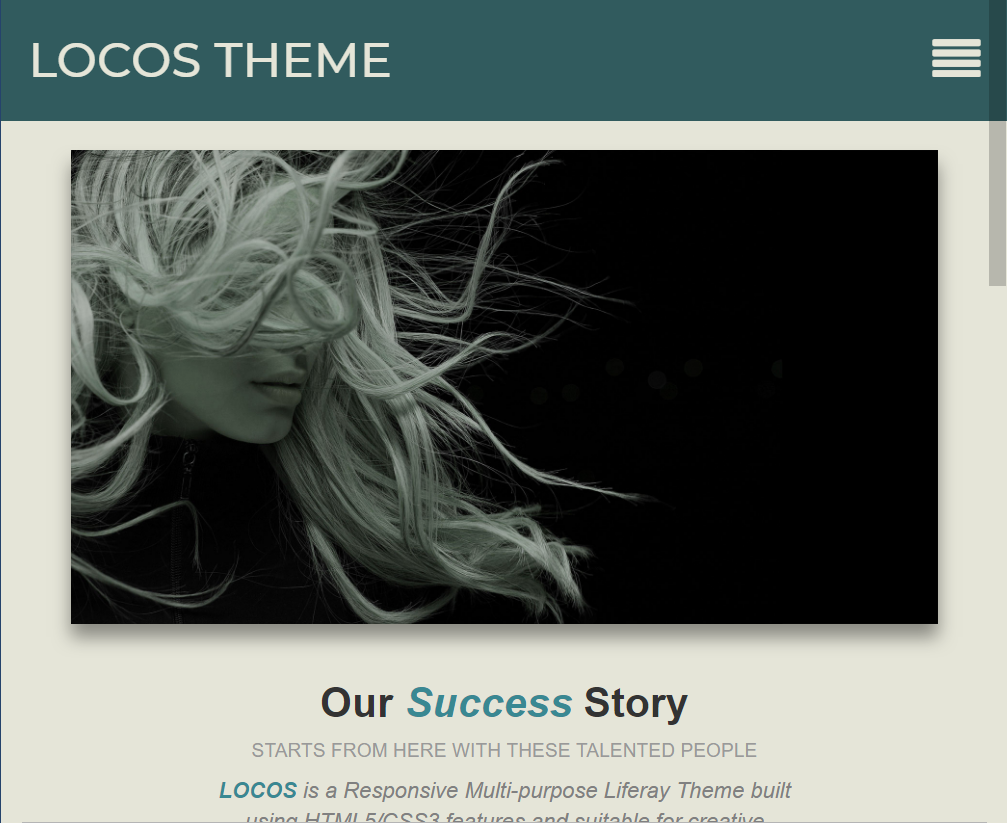 LOCOS THEME
Our Success Story
STARTS FROM HERE WITH THESE TALENTED PEOPLE
LOCOS is a Responsive Multi-purpose Liferay Theme built
using HTML5/CSS3 features and suitable for creative